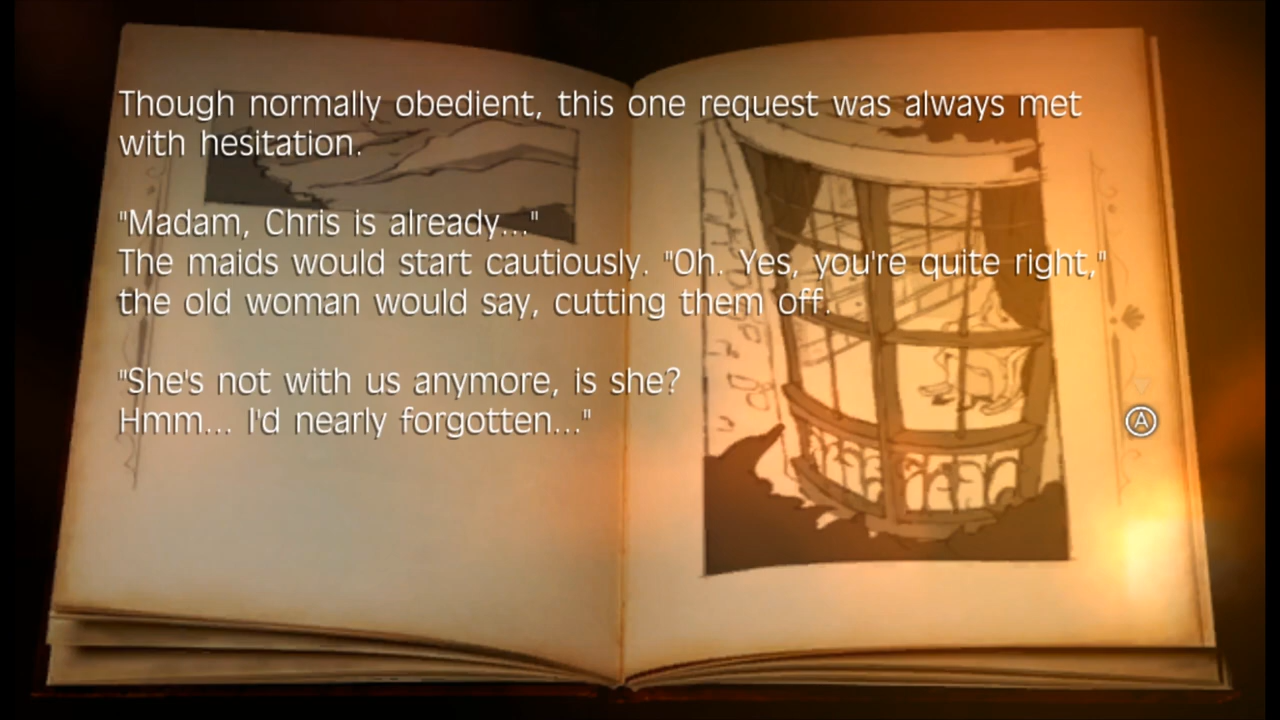 Though normally obedient, this one request was always met
with hesitation.
"Madam, Chris is already..."
The maids would start cautiously. "Oh. Yes, you're quite right,"
the old woman would say, cutting them off.
"She's not with us anymore, is she?
Hmm... I'd nearly forgotten..."
A